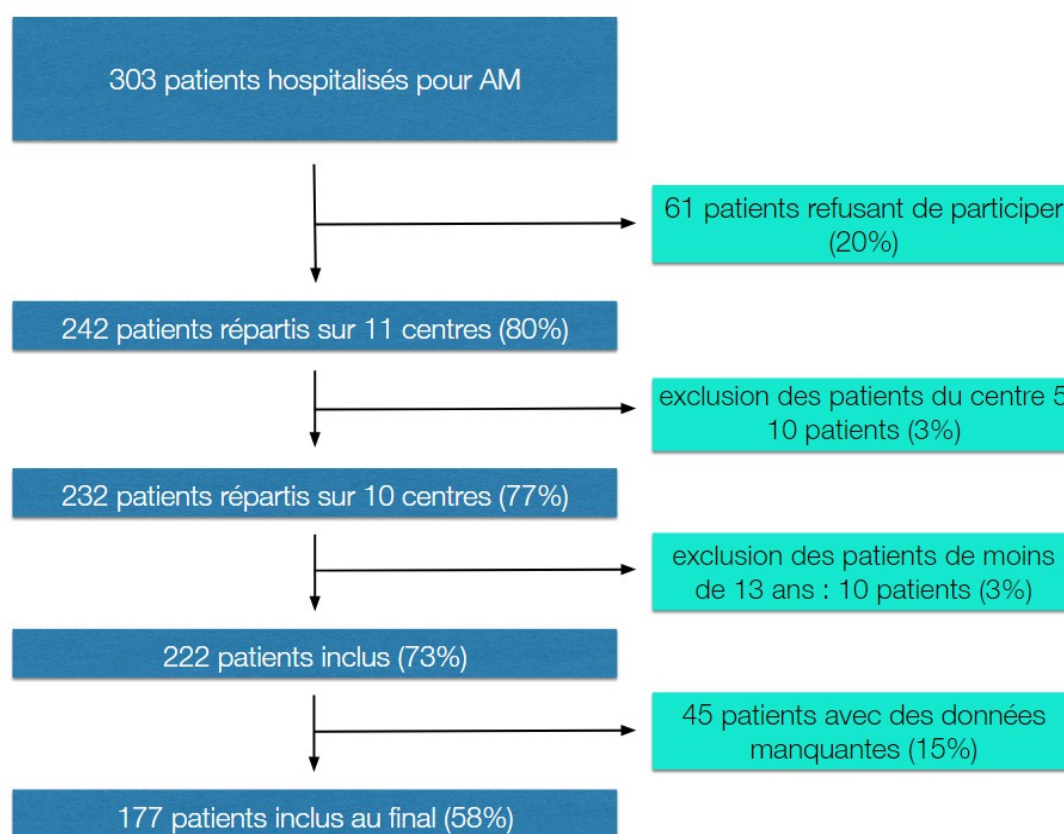 303 patients hospitalisés pour AM
61 patients refusant de participer
(20%)
242 patients répartis sur 11 centres (80%)
exclusion des patients du centre 5
10 patients (3%)
232 patients répartis sur 10 centres (77%)
exclusion des patients de moins
de 13 ans : 10 patients (3%)
222 patients inclus (73%)
45 patients avec des données
manquantes (15%)
177 patients inclus au final (58%)